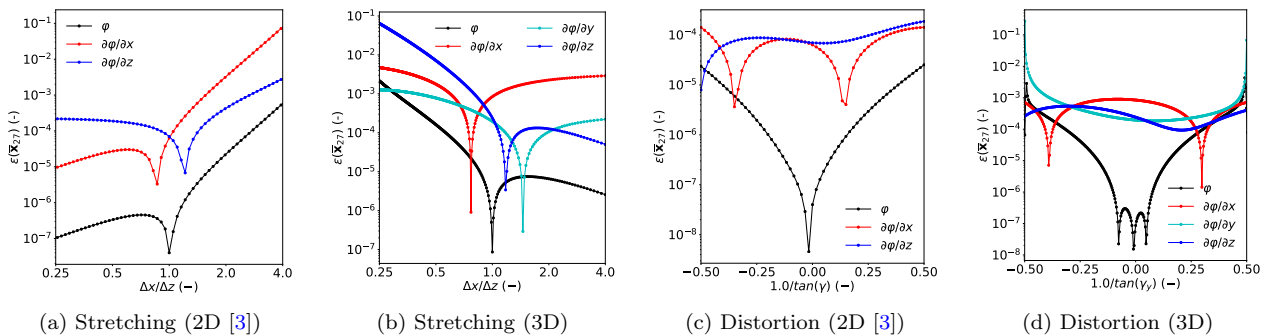 10⁻¹
10⁻²
10⁻³
10⁻⁴
10⁻⁵
10⁻⁶
10⁻⁷
ε(x̅₂₇) (−)
φ
∂φ/∂x
∂φ/∂z
0.25 0.5 1.0 2.0 4.0
Δx/Δz (−)
(a) Stretching (2D [3])
10⁻¹
10⁻²
10⁻³
10⁻⁴
10⁻⁵
10⁻⁶
10⁻⁷
ε(x̅₂₇) (−)
φ
∂φ/∂x
∂φ/∂y
∂φ/∂z
0.25 0.5 1.0 2.0 4.0
Δx/Δz (−)
(b) Stretching (3D)
10⁻⁴
10⁻⁵
10⁻⁶
10⁻⁷
10⁻⁸
ε(x̅₂₇) (−)
φ
∂φ/∂x
∂φ/∂z
−0.50 −0.25 0.00 0.25 0.50
1.0/tan(γ) (−)
(c) Distortion (2D [3])
10⁻¹
10⁻²
10⁻³
10⁻⁴
10⁻⁵
10⁻⁶
10⁻⁷
10⁻⁸
ε(x̅₂₇) (−)
φ
∂φ/∂x
∂φ/∂y
∂φ/∂z
−0.50 −0.25 0.00 0.25 0.50
1.0/tan(γ_y) (−)
(d) Distortion (3D)